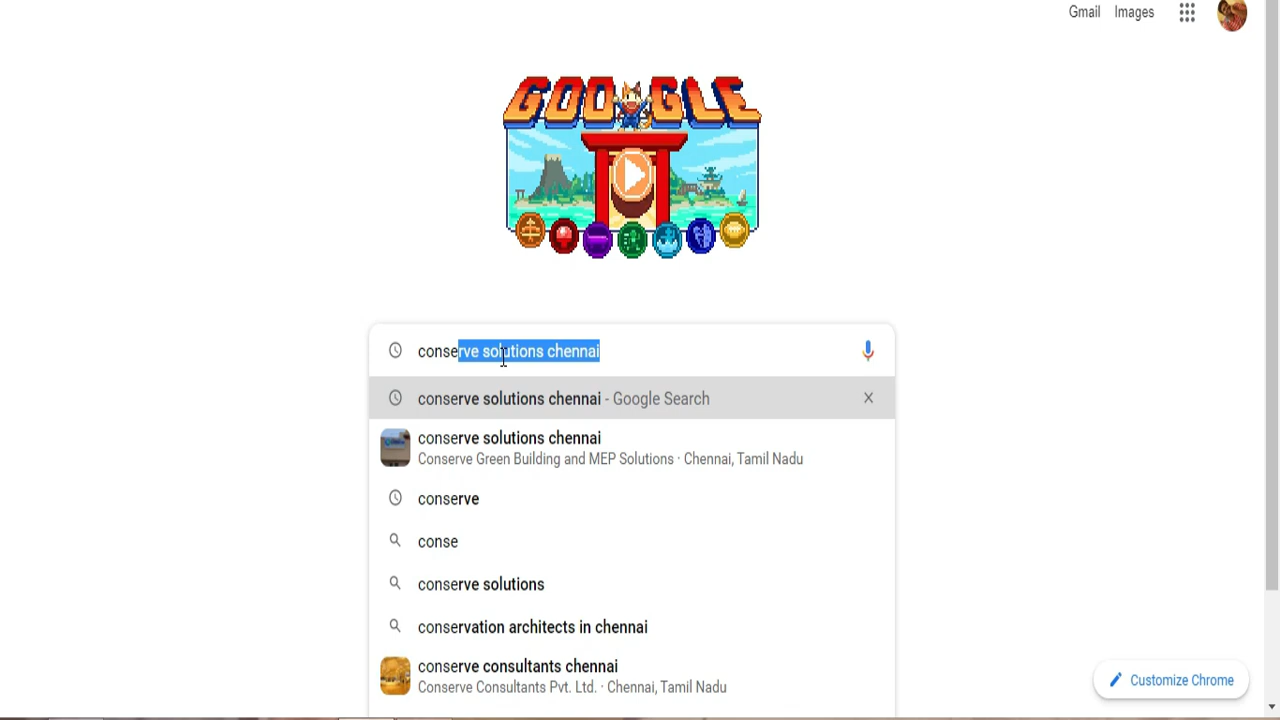 Gmail Images
GOOGLE
conserve solutions chennai
conserve solutions chennai - Google Search
conserve solutions chennai
Conserve Green Building and MEP Solutions · Chennai, Tamil Nadu
conserve
conse
conserve solutions
conservation architects in chennai
conserve consultants chennai
Conserve Consultants Pvt. Ltd. · Chennai, Tamil Nadu
Customize Chrome